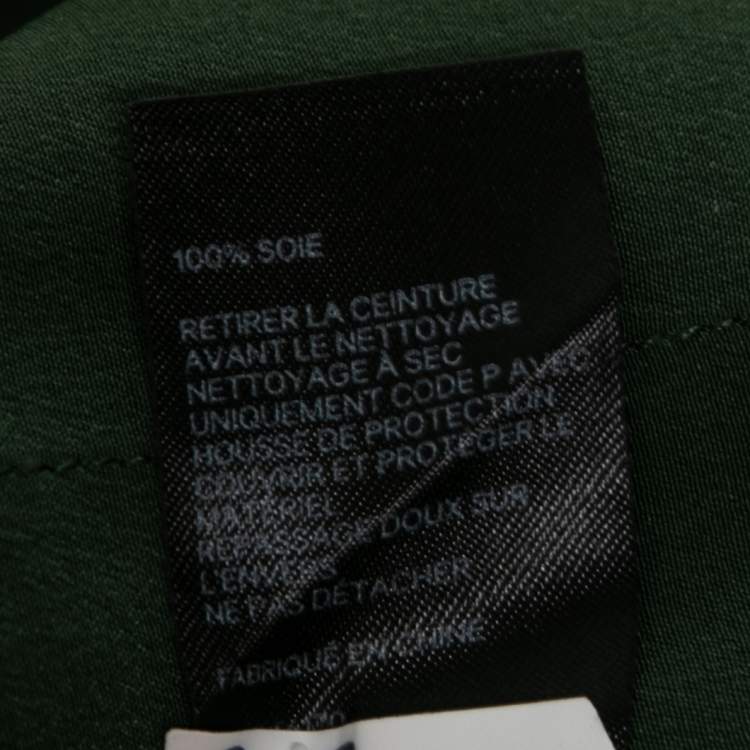 100% SOIE
RETIRER LA CEINTURE
AVANT LE NETTOYAGE
NETTOYAGE À SEC
UNIQUEMENT CODE P AVEC
HOUSSE DE PROTECTION
COUVRIR ET PROTEGER LE
MATÉRIEL
REPASSAGE DOUX SUR
L'ENVERS
NE PAS DÉTACHER
FABRIQUÉ EN CHINE